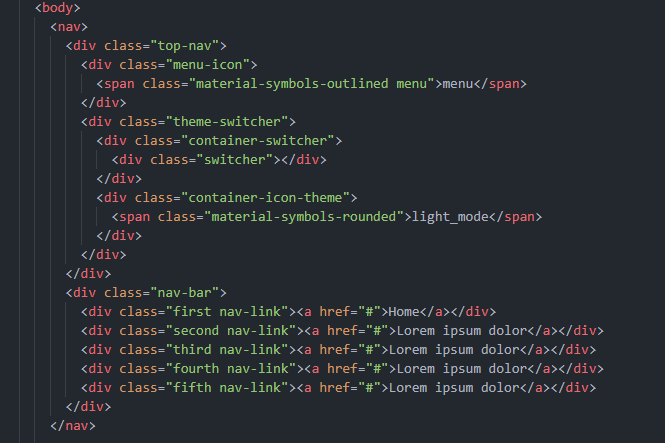 <body>
<nav>
<div class="top-nav">
<div class="menu-icon">
<span class="material-symbols-outlined menu">menu</span>
</div>
<div class="theme-switcher">
<div class="container-switcher">
<div class="switcher"></div>
</div>
<div class="container-icon-theme">
<span class="material-symbols-rounded">light_mode</span>
</div>
</div>
</div>
<div class="nav-bar">
<div class="first nav-link"><a href="#">Home</a></div>
<div class="second nav-link"><a href="#">Lorem ipsum dolor</a></div>
<div class="third nav-link"><a href="#">Lorem ipsum dolor</a></div>
<div class="fourth nav-link"><a href="#">Lorem ipsum dolor</a></div>
<div class="fifth nav-link"><a href="#">Lorem ipsum dolor</a></div>
</div>
</nav>